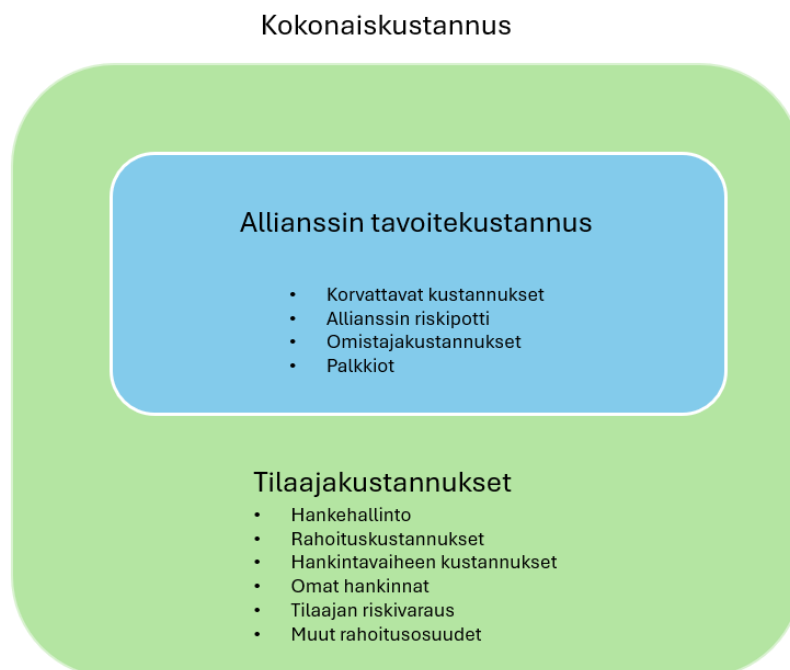 Kokonaiskustannus
Allianssin tavoitekustannus
• Korvattavat kustannukset
• Allianssin riskipotti
• Omistajakustannukset
• Palkkiot
Tilaajakustannukset
• Hankehallinto
• Rahoituskustannukset
• Hankintavaiheen kustannukset
• Omat hankinnat
• Tilaajan riskivaraus
• Muut rahoitusosuudet